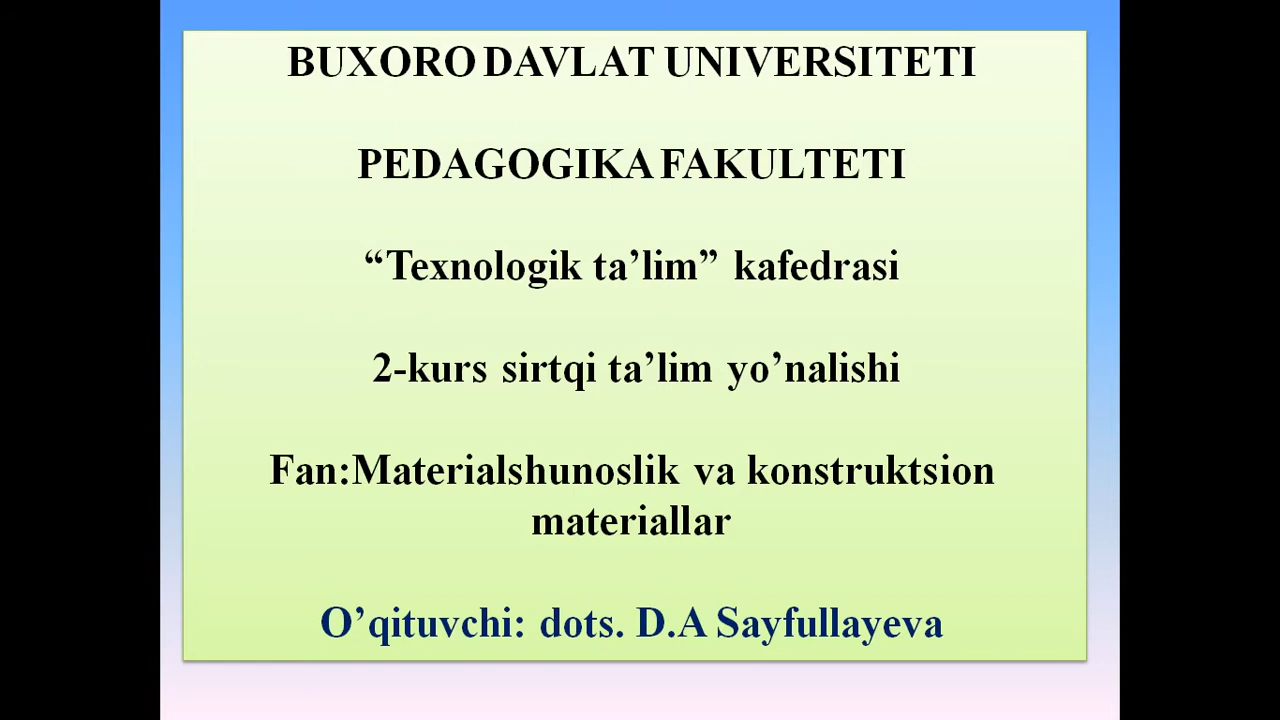 BUXORO DAVLAT UNIVERSITETI
PEDAGOGIKA FAKULTETI
“Texnologik ta’lim” kafedrasi
2-kurs sirtqi ta’lim yo’nalishi
Fan:Materialshunoslik va konstruktsion
materiallar
O’qituvchi: dots. D.A Sayfullayeva